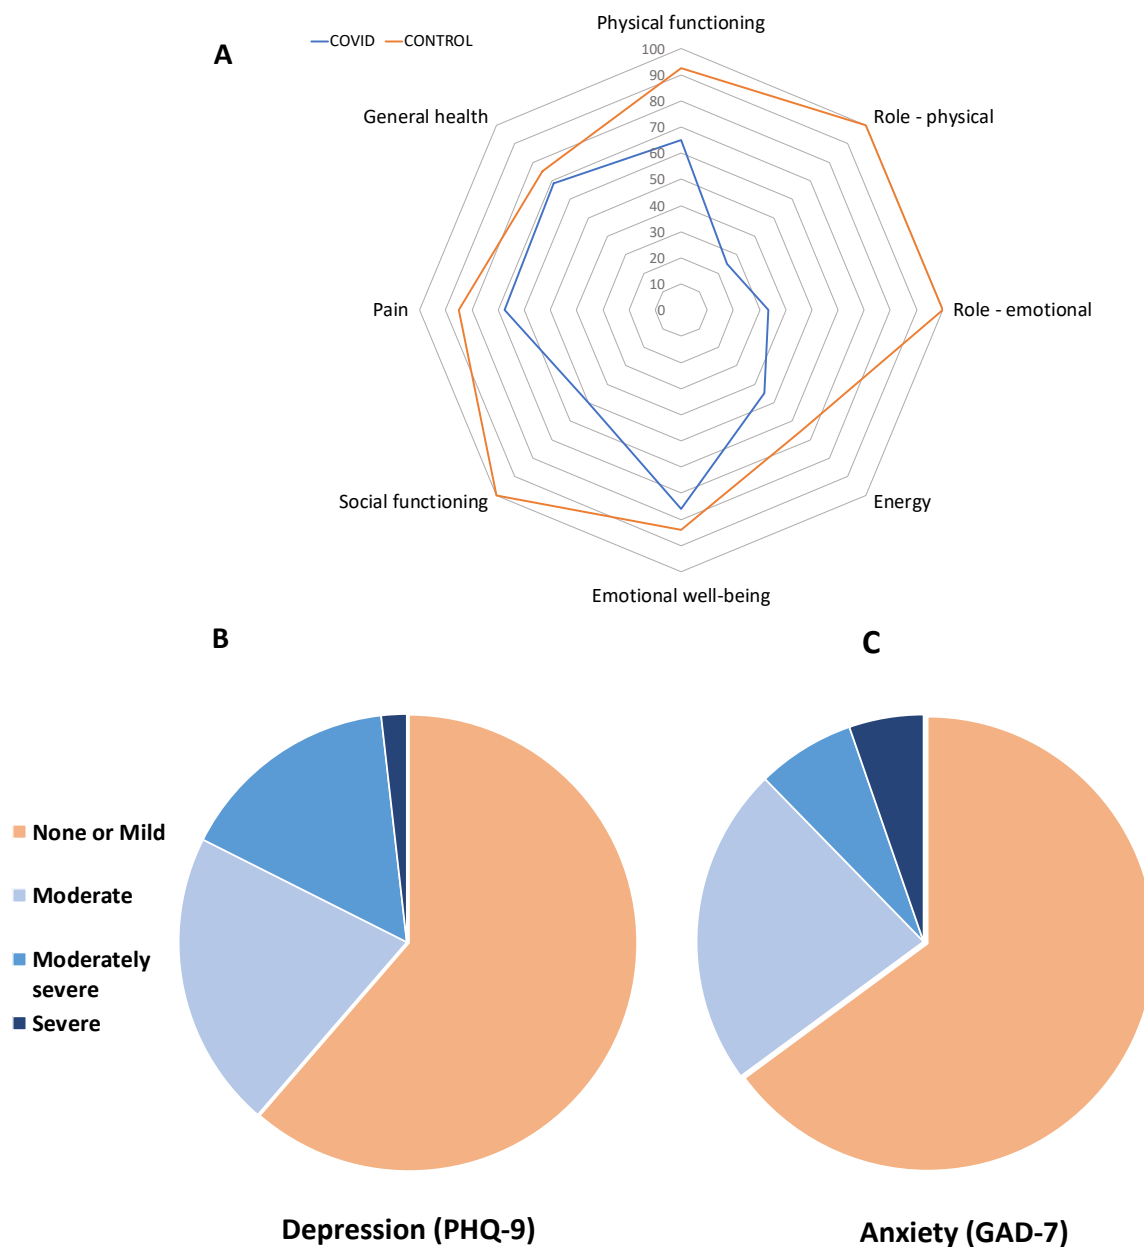 A
COVID CONTROL
Physical functioning
General health
Role - physical
100
90
80
70
60
50
40
30
20
10
0
Pain
Role - emotional
Social functioning
Energy
Emotional well-being
B
C
None or Mild
Moderate
Moderately
severe
Severe
Depression (PHQ-9)
Anxiety (GAD-7)